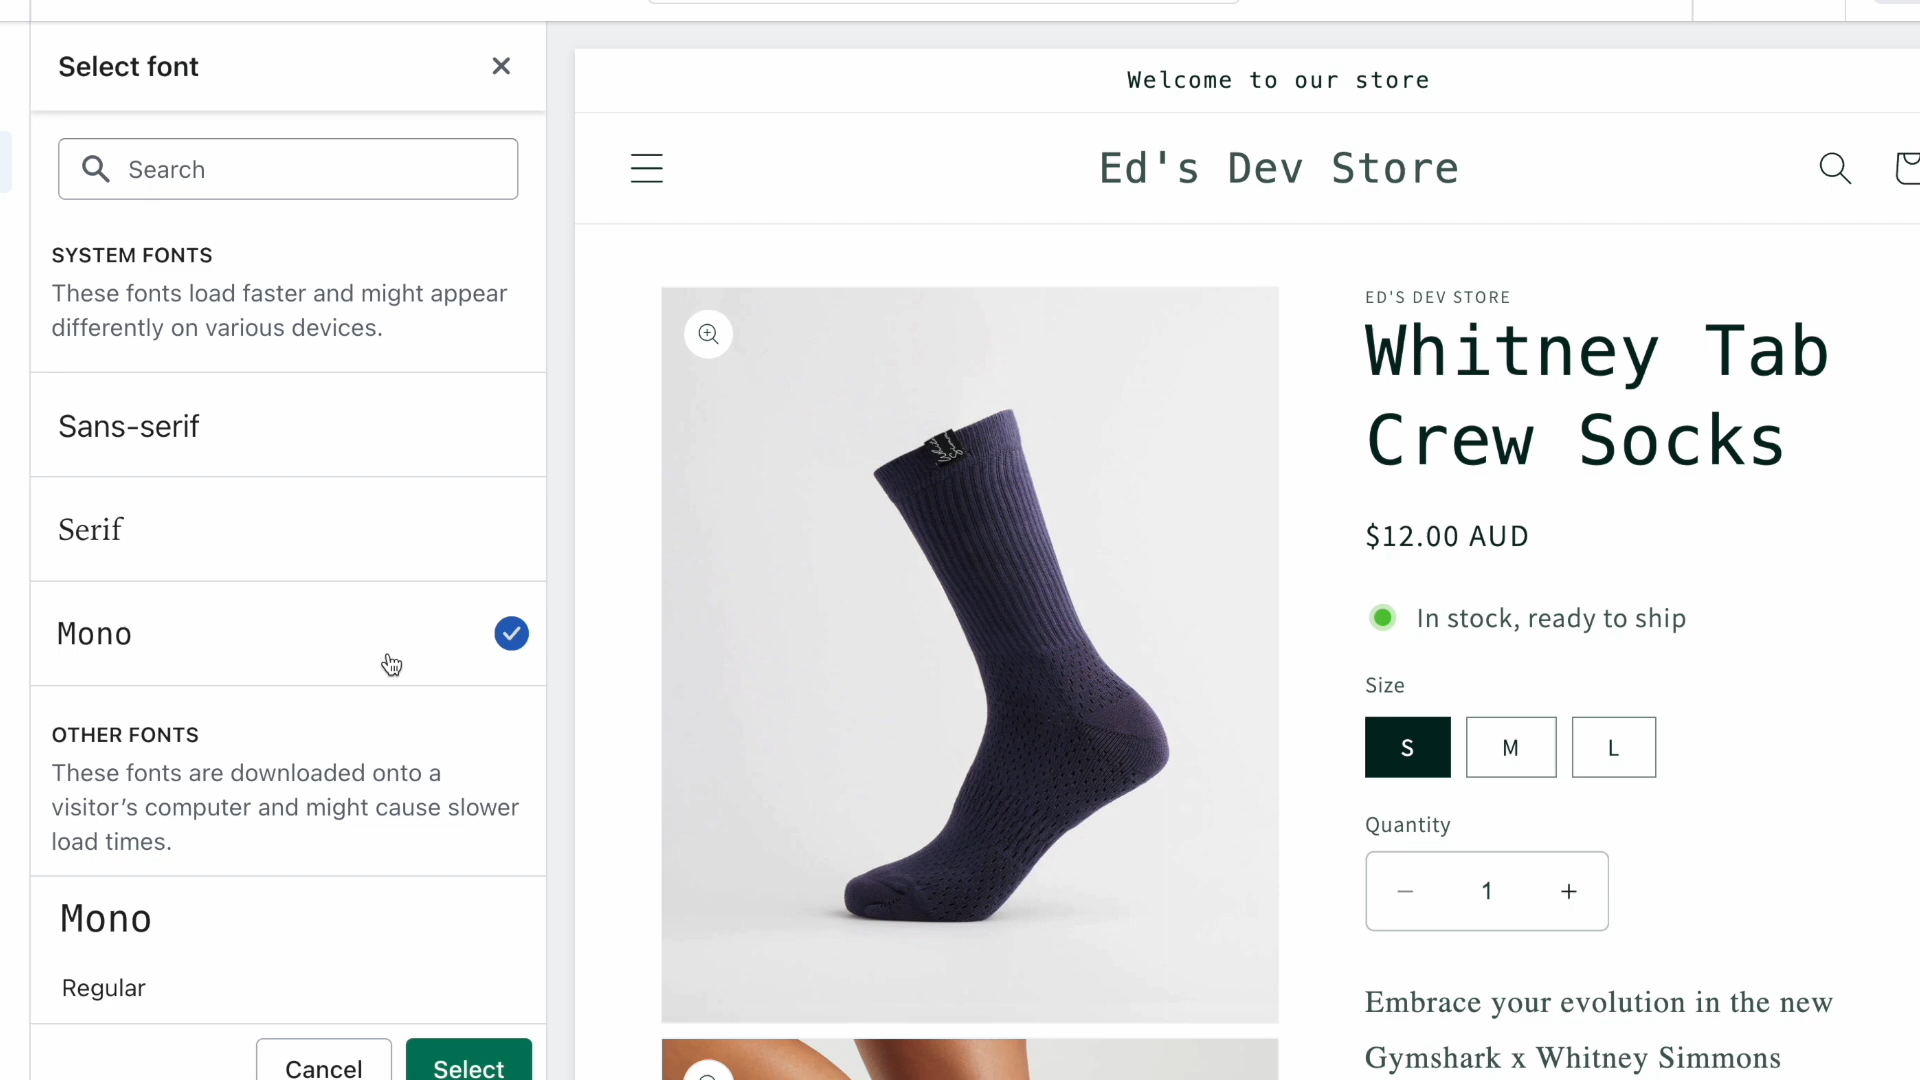 Select font
Search
SYSTEM FONTS
These fonts load faster and might appear
differently on various devices.
Sans-serif
Serif
Mono
OTHER FONTS
These fonts are downloaded onto a
visitor's computer and might cause slower
load times.
Mono
Regular
Cancel
Select
Welcome to our store
Ed's Dev Store
ED'S DEV STORE
Whitney Tab
Crew Socks
$12.00 AUD
In stock, ready to ship
Size
S
M
L
Quantity
1
Embrace your evolution in the new
Gymshark x Whitney Simmons